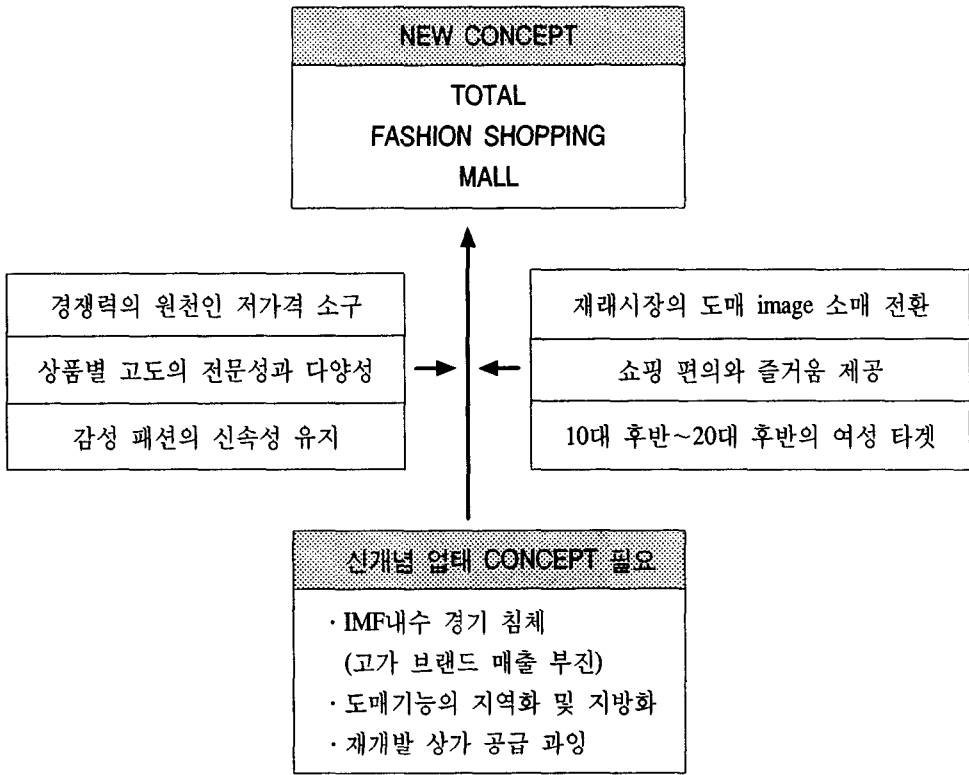 NEW CONCEPT
TOTAL
FASHION SHOPPING
MALL
경쟁력의 원천인 저가격 소구
상품별 고도의 전문성과 다양성
감성 패션의 신속성 유지
재래시장의 도매 image 소매 전환
쇼핑 편의와 즐거움 제공
10대 후반~20대 후반의 여성 타겟
신개념 업태 CONCEPT 필요
· IMF내수 경기 침체
(고가 브랜드 매출 부진)
· 도매기능의 지역화 및 지방화
· 재개발 상가 공급 과잉